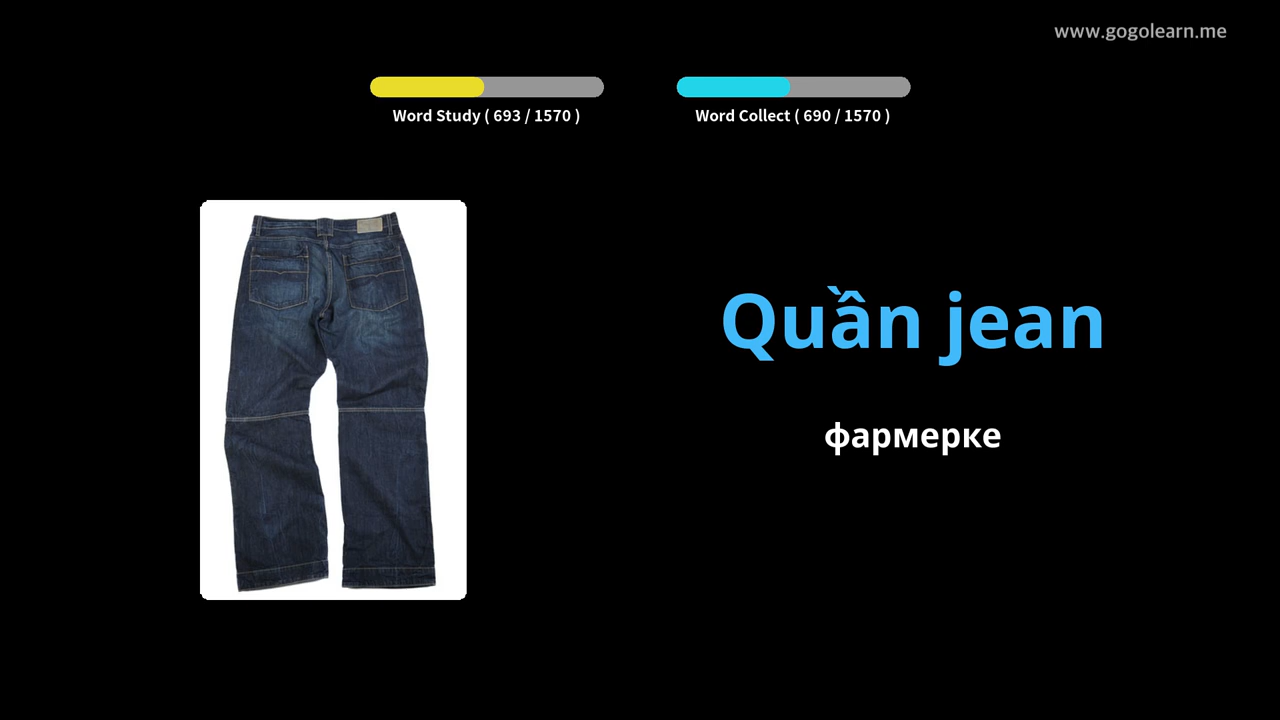 www.gogolearn.me
Word Study ( 693 / 1570 )
Word Collect ( 690 / 1570 )
Quần jean
фармерке